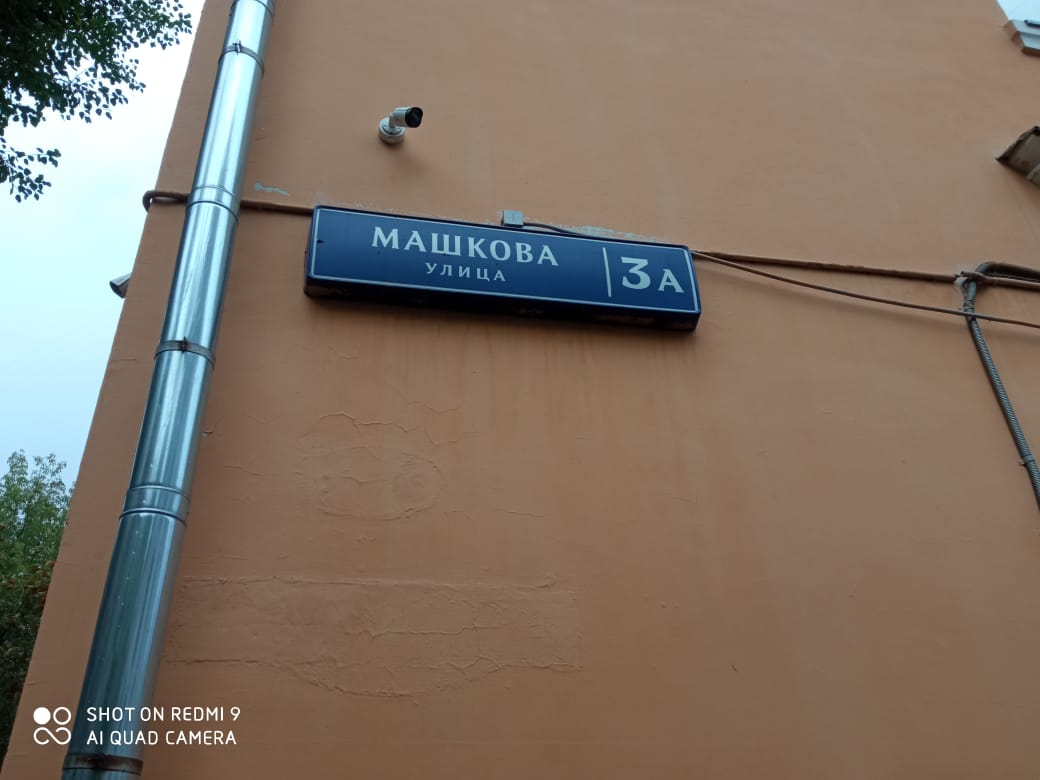 МАШКОВА
УЛИЦА
3А
SHOT ON REDMI 9
AI QUAD CAMERA